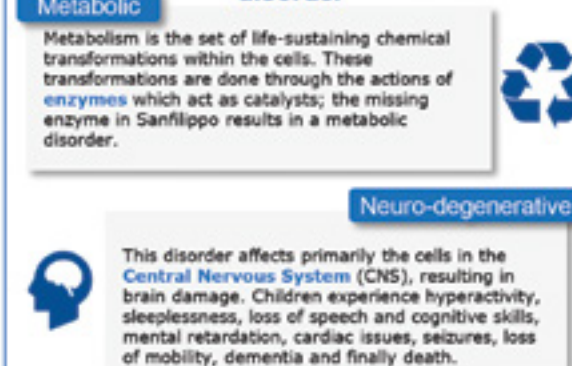 disorder
Metabolic
Metabolism is the set of life-sustaining chemical
transformations within the cells. These
transformations are done through the actions of
enzymes which act as catalysts; the missing
enzyme in Sanfilippo results in a metabolic
disorder.
Neuro-degenerative
This disorder affects primarily the cells in the
Central Nervous System (CNS), resulting in
brain damage. Children experience hyperactivity,
sleeplessness, loss of speech and cognitive skills,
mental retardation, cardiac issues, seizures, loss
of mobility, dementia and finally death.